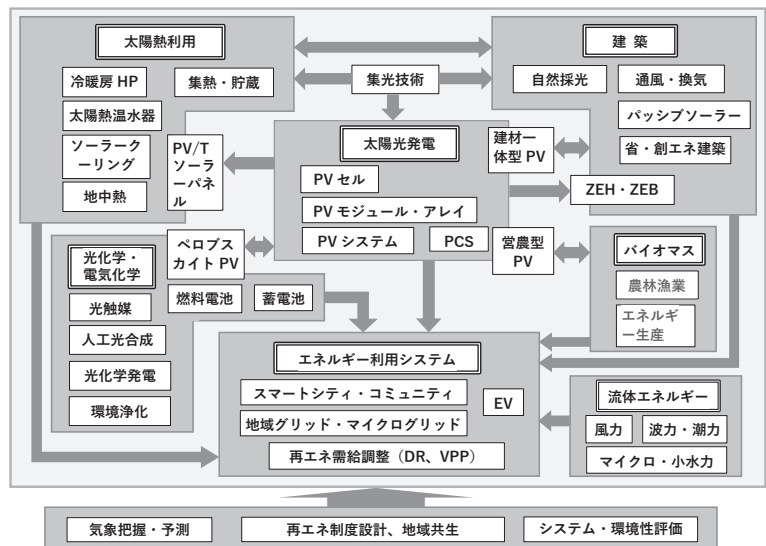 太陽熱利用
冷暖房 HP
集熱・貯蔵
太陽熱温水器
ソーラーク
ーリング
地中熱
PV/T
ソーラ
ーパネ
ル
集光技術
建 築
自然採光
通風・換気
パッシブソーラー
省・創エネ建築
ZEH・ZEB
太陽光発電
PV セル
PV モジュール・アレイ
PV システム
PCS
建材一
体型 PV
営農型
PV
ペロブス
カイト PV
光化学・
電気化学
光触媒
人工光合成
光化学発電
環境浄化
燃料電池
蓄電池
バイオマス
農林漁業
エネルギ
ー生産
エネルギー利用システム
スマートシティ・コミュニティ
EV
地域グリッド・マイクログリッド
再エネ需給調整（DR、VPP）
流体エネルギー
風力
波力・潮力
マイクロ・小水力
気象把握・予測
再エネ制度設計、地域共生
システム・環境性評価